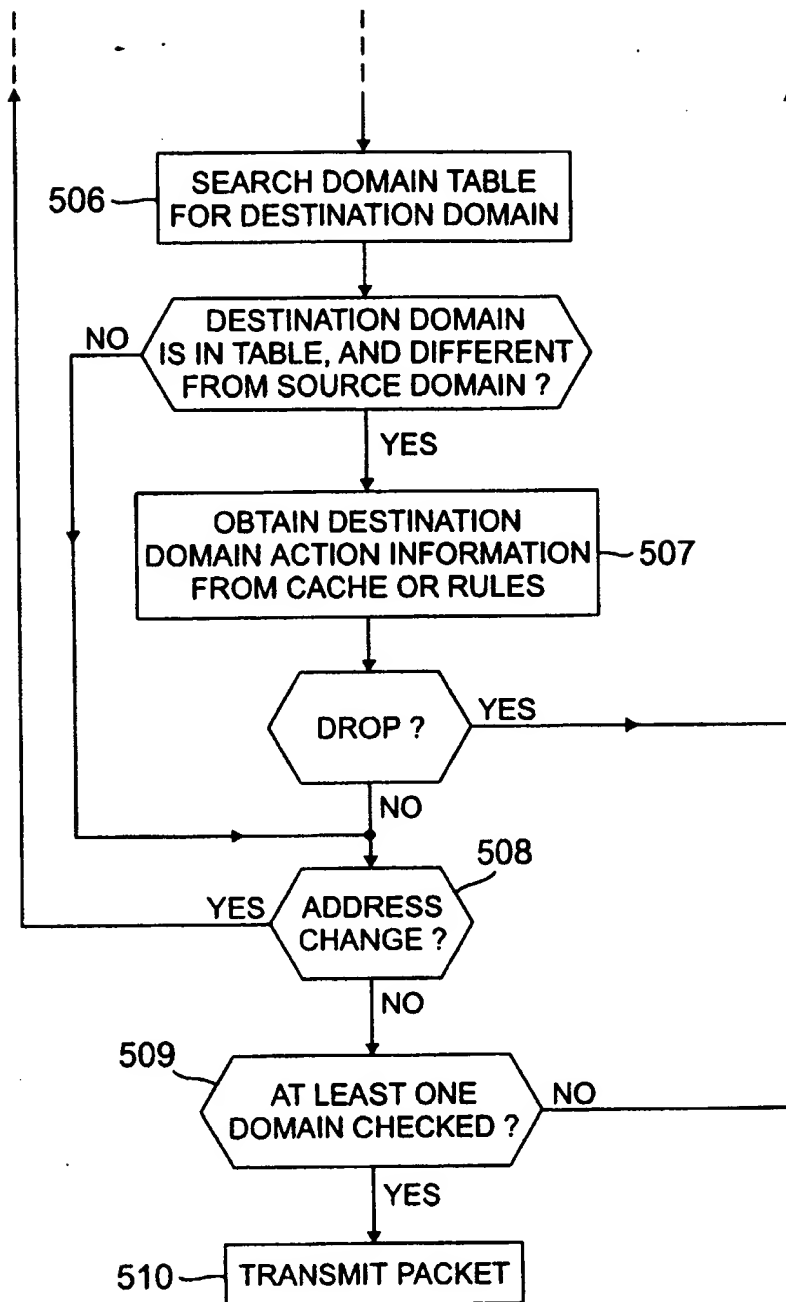 506
SEARCH DOMAIN TABLE
FOR DESTINATION DOMAIN
NO
DESTINATION DOMAIN
IS IN TABLE, AND DIFFERENT
FROM SOURCE DOMAIN ?
YES
OBTAIN DESTINATION
DOMAIN ACTION INFORMATION
FROM CACHE OR RULES
507
DROP ?
YES
NO
508
YES
ADDRESS
CHANGE ?
NO
509
AT LEAST ONE
DOMAIN CHECKED ?
NO
YES
510
TRANSMIT PACKET